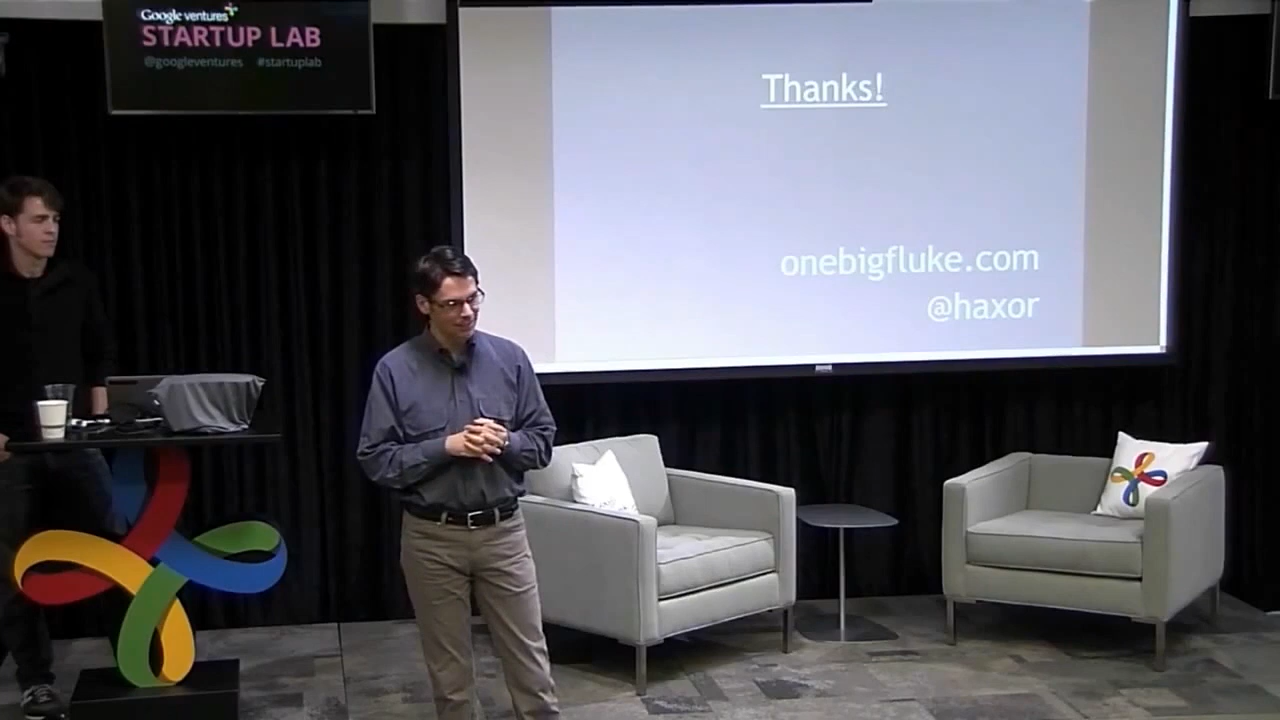 Google ventures
STARTUP LAB
@googleventures #startuplab
Thanks!
onebigfluke.com
@haxor